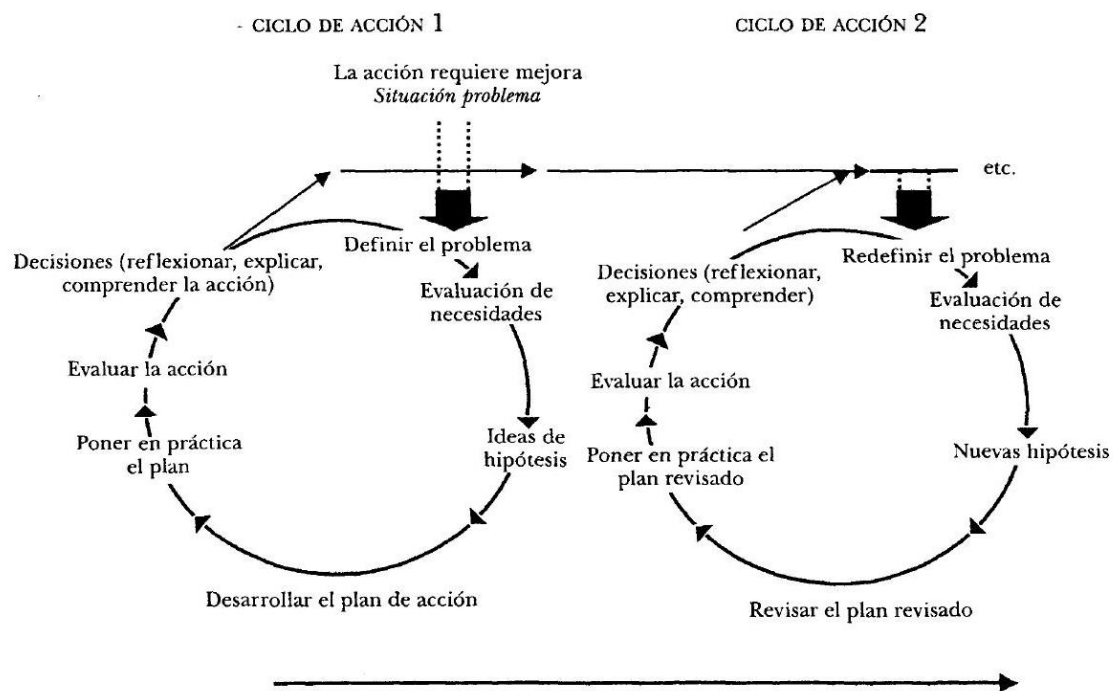 CICLO DE ACCIÓN 1
CICLO DE ACCIÓN 2
La acción requiere mejora
Situación problema
etc.
Definir el problema
Evaluación de
necesidades
Ideas de
hipótesis
Desarrollar el plan de acción
Poner en práctica
el plan
Evaluar la acción
Decisiones (reflexionar, explicar,
comprender la acción)
Redefinir el problema
Evaluación de
necesidades
Nuevas hipótesis
Revisar el plan revisado
Poner en práctica el
plan revisado
Evaluar la acción
Decisiones (reflexionar,
explicar, comprender)